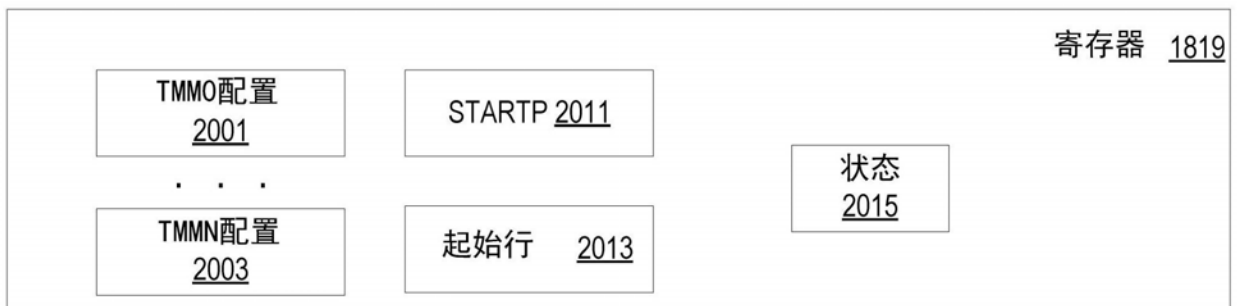 寄存器 1819
TMM0配置
2001
STARTP 2011
. . .
状态
2015
TMMN配置
2003
起始行 2013